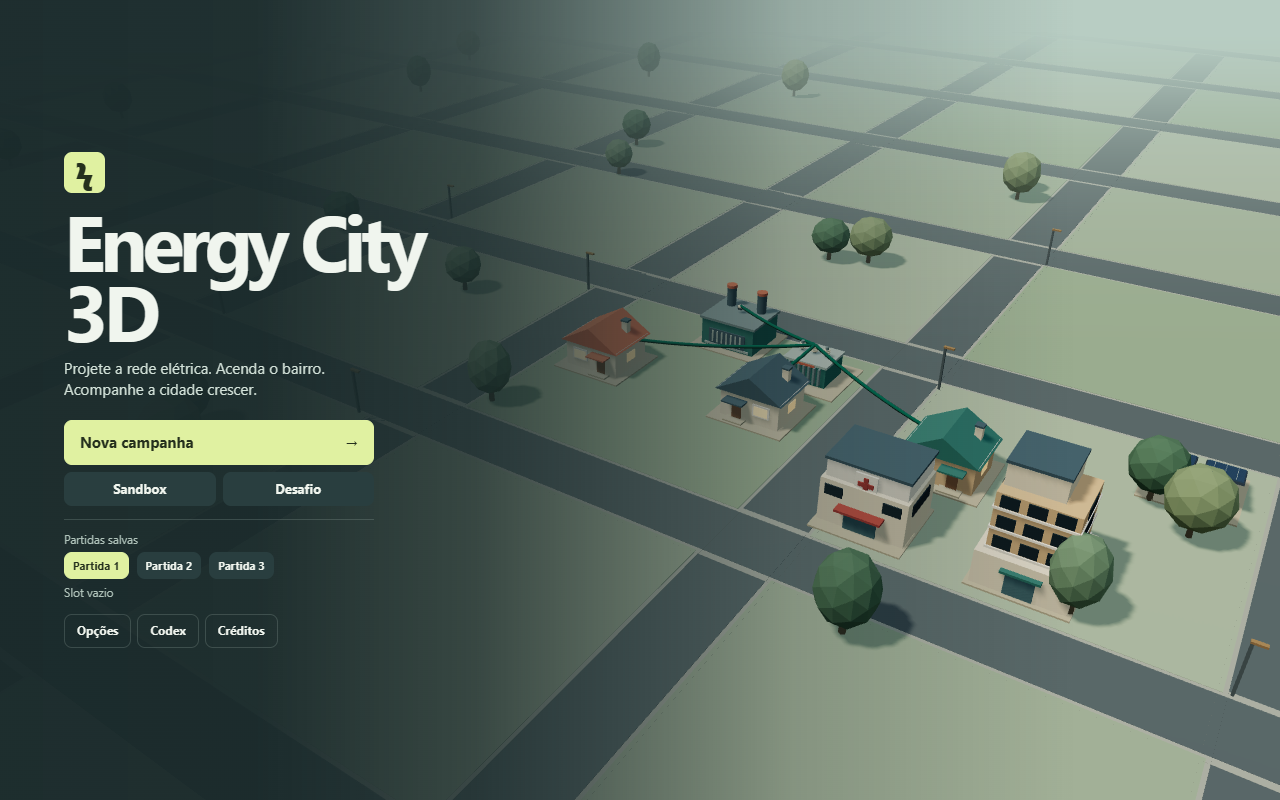 Energy City
3D
Projete a rede elétrica. Acenda o bairro.
Acompanhe a cidade crescer.
Nova campanha →
Sandbox
Desafio
Partidas salvas
Partida 1
Partida 2
Partida 3
Slot vazio
Opções
Codex
Créditos